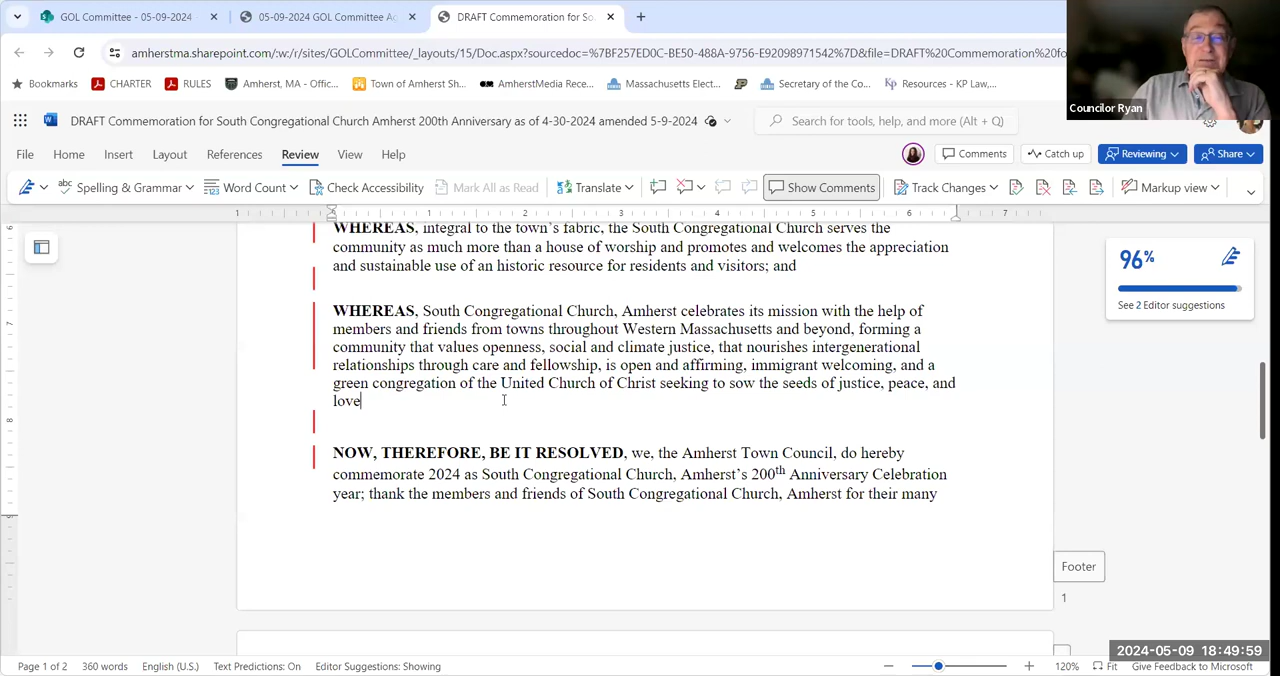 GOL Committee - 05-09-2024
05-09-2024 GOL Committee Ag
DRAFT Commemoration for So
amherstma.sharepoint.com/:w:/r/sites/GOLCommittee/_layouts/15/Doc.aspx?sourcedoc=%7BF257ED0C-BE50-488A-9756-E92098971542%7D&file=DRAFT%20Commemoration%20fo
Bookmarks CHARTER RULES Amherst, MA - Offic... Town of Amherst Sh... AmherstMedia Rece... Massachusetts Elect... Secretary of the Co... Resources - KP Law,...
Councilor Ryan
DRAFT Commemoration for South Congregational Church Amherst 200th Anniversary as of 4-30-2024 amended 5-9-2024
Search for tools, help, and more (Alt + Q)
File Home Insert Layout References Review View Help
Comments Catch up Reviewing Share
Spelling & Grammar Word Count Check Accessibility Mark All as Read Translate Show Comments Track Changes Markup view
1 1 2 3 4 5 6 7
WHEREAS, integral to the town's fabric, the South Congregational Church serves the
community as much more than a house of worship and promotes and welcomes the appreciation
and sustainable use of an historic resource for residents and visitors; and
96%
See 2 Editor suggestions
WHEREAS, South Congregational Church, Amherst celebrates its mission with the help of
members and friends from towns throughout Western Massachusetts and beyond, forming a
community that values openness, social and climate justice, that nourishes intergenerational
relationships through care and fellowship, is open and affirming, immigrant welcoming, and a
green congregation of the United Church of Christ seeking to sow the seeds of justice, peace, and
love
NOW, THEREFORE, BE IT RESOLVED, we, the Amherst Town Council, do hereby
commemorate 2024 as South Congregational Church, Amherst's 200th Anniversary Celebration
year; thank the members and friends of South Congregational Church, Amherst for their many
Footer
1
2024-05-09 18:49:59
Page 1 of 2 360 words English (U.S.) Text Predictions: On Editor Suggestions: Showing
120% Fit Give Feedback to Microsoft